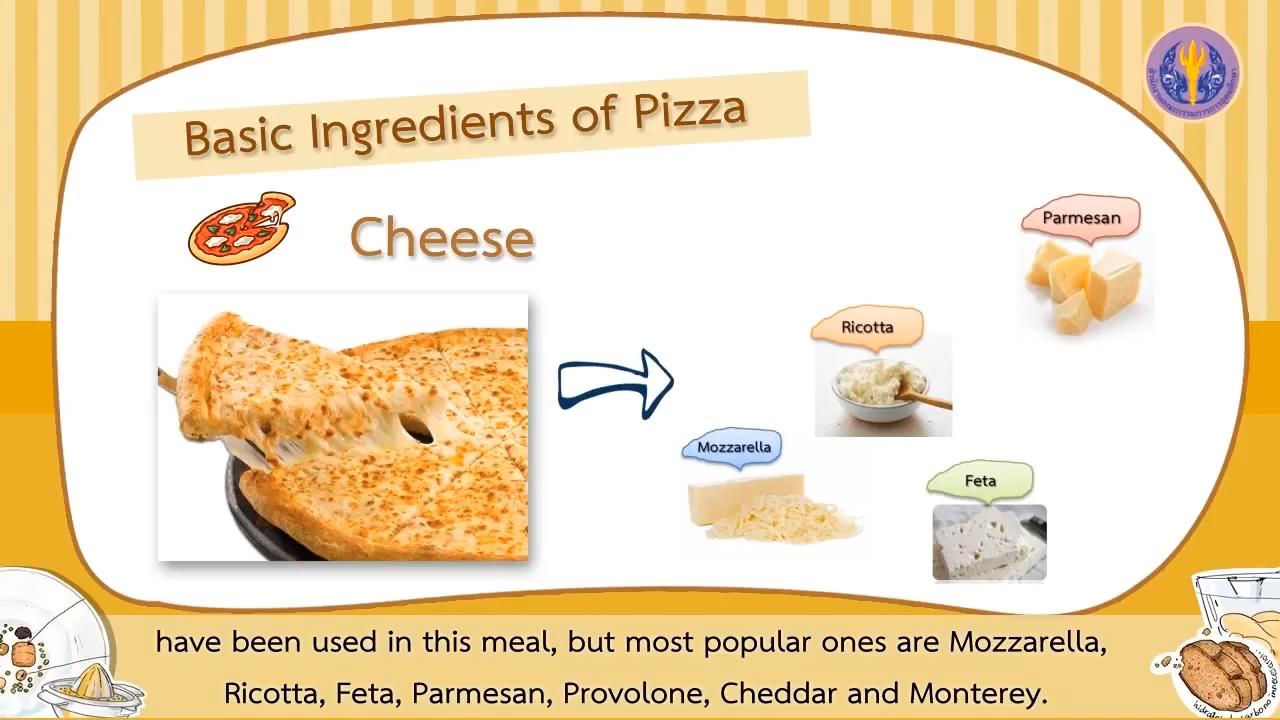 Basic Ingredients of Pizza
Cheese
Parmesan
Ricotta
Mozzarella
Feta
have been used in this meal, but most popular ones are Mozzarella,
Ricotta, Feta, Parmesan, Provolone, Cheddar and Monterey.